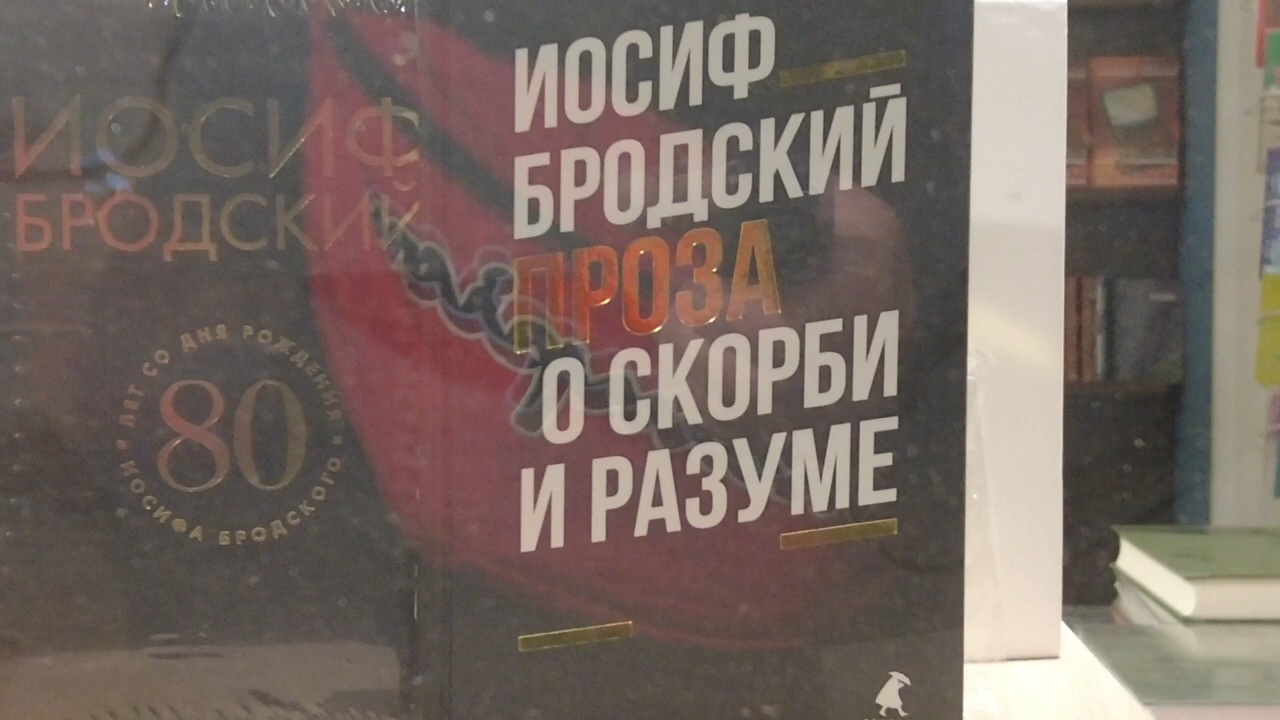 ИОСИФ
БРОДСКИЙ
80
ЛЕТ СО ДНЯ РОЖДЕНИЯ
ИОСИФА БРОДСКОГО
ИОСИФ
БРОДСКИЙ
ПРОЗА
О СКОРБИ
И РАЗУМЕ